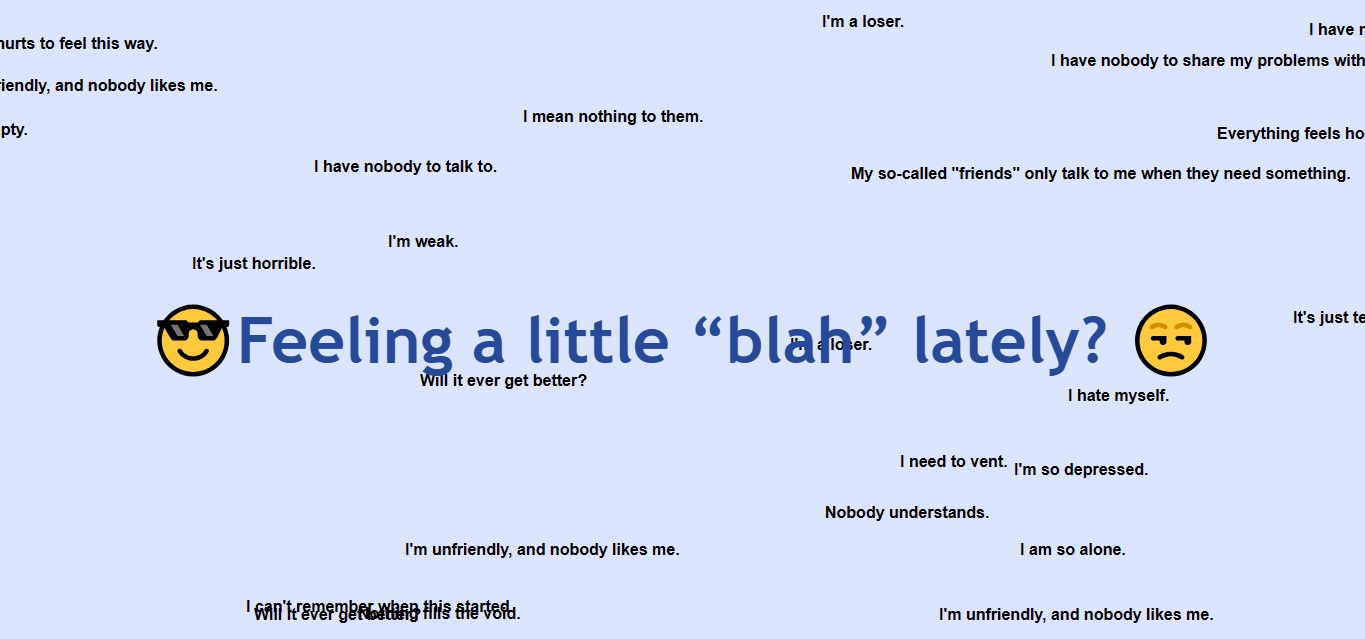 I'm a loser.
I have
hurts to feel this way.
I have nobody to share my problems with
riendly, and nobody likes me.
I mean nothing to them.
pty.
Everything feels ho
I have nobody to talk to.
My so-called "friends" only talk to me when they need something.
I'm weak.
It's just horrible.
It's just te
Feeling a little “blah” lately?
I'm a loser.
Will it ever get better?
I hate myself.
I need to vent.
I'm so depressed.
Nobody understands.
I'm unfriendly, and nobody likes me.
I am so alone.
I can't remember when this started.
Will it ever get better?
Nothing fills the void.
I'm unfriendly, and nobody likes me.